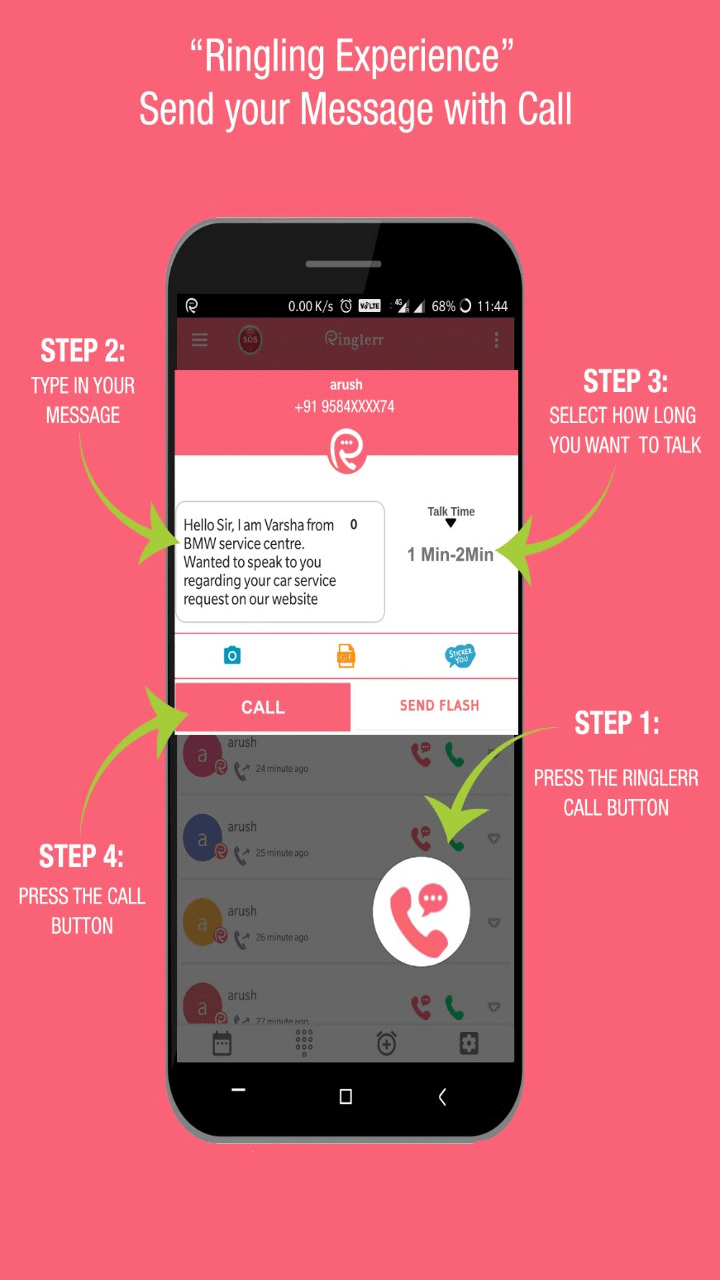 “Ringling Experience”
Send your Message with Call
0.00 K/s VoLTE 4G 68% 11:44
SOS Ringlerr
arush
+91 9584XXXX74
STEP 2:
TYPE IN YOUR
MESSAGE
STEP 3:
SELECT HOW LONG
YOU WANT TO TALK
Hello Sir, I am Varsha from 0
BMW service centre.
Wanted to speak to you
regarding your car service
request on our website
Talk Time
1 Min-2Min
GIF STICKER YOU
CALL SEND FLASH
STEP 1:
PRESS THE RINGLERR
CALL BUTTON
STEP 4:
PRESS THE CALL
BUTTON
a arush
24 minute ago
a arush
25 minute ago
a arush
26 minute ago
a arush
27 minute ago